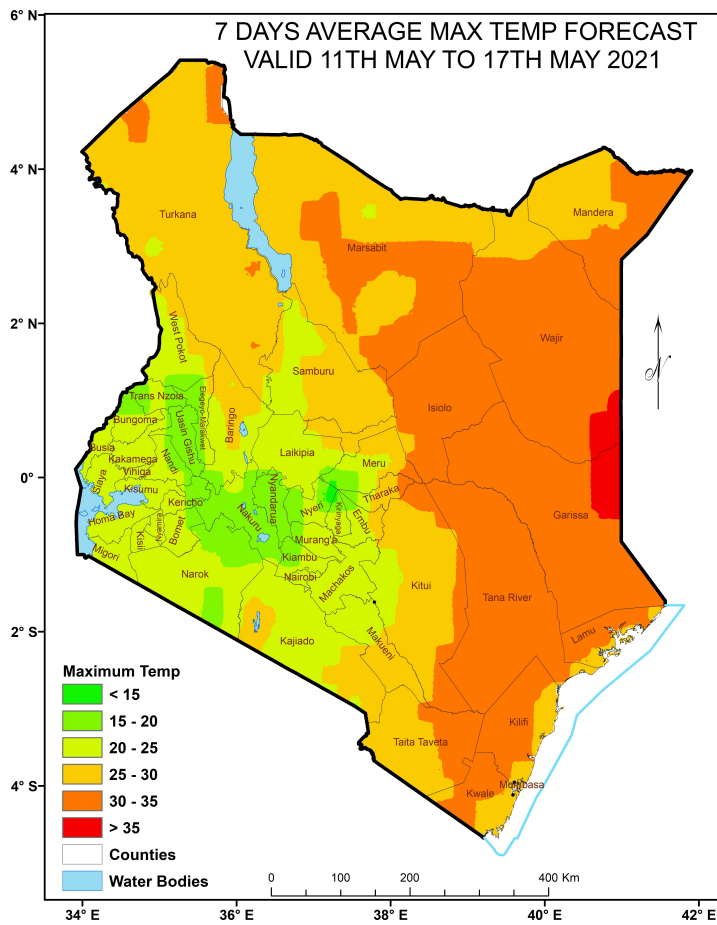 7 DAYS AVERAGE MAX TEMP FORECAST
VALID 11TH MAY TO 17TH MAY 2021
6° N
4° N
2° N
0°
2° S
4° S
Turkana
Mandera
Marsabit
West Pokot
Wajir
Samburu
Trans Nzoia
Elegeyo-Marakwet
Baringo
Isiolo
Bungoma
Uasin Gishu
Busia
Kakamega
Laikipia
Meru
Vihiga
Nandi
Siaya
Kisumu
Nyandarua
Tharaka
Kericho
Garissa
Homa Bay
Nyamira
Nakuru
Nyeri
Kirinyaga
Embu
Kisii
Bomet
Murang'a
Migori
Kiambu
Narok
Nairobi
Machakos
Kitui
Tana River
Kajiado
Makueni
Lamu
Taita Taveta
Kilifi
Mombasa
Kwale
N
Maximum Temp
< 15
15 - 20
20 - 25
25 - 30
30 - 35
> 35
Counties
Water Bodies
0 100 200 400 Km
34° E 36° E 38° E 40° E 42° E